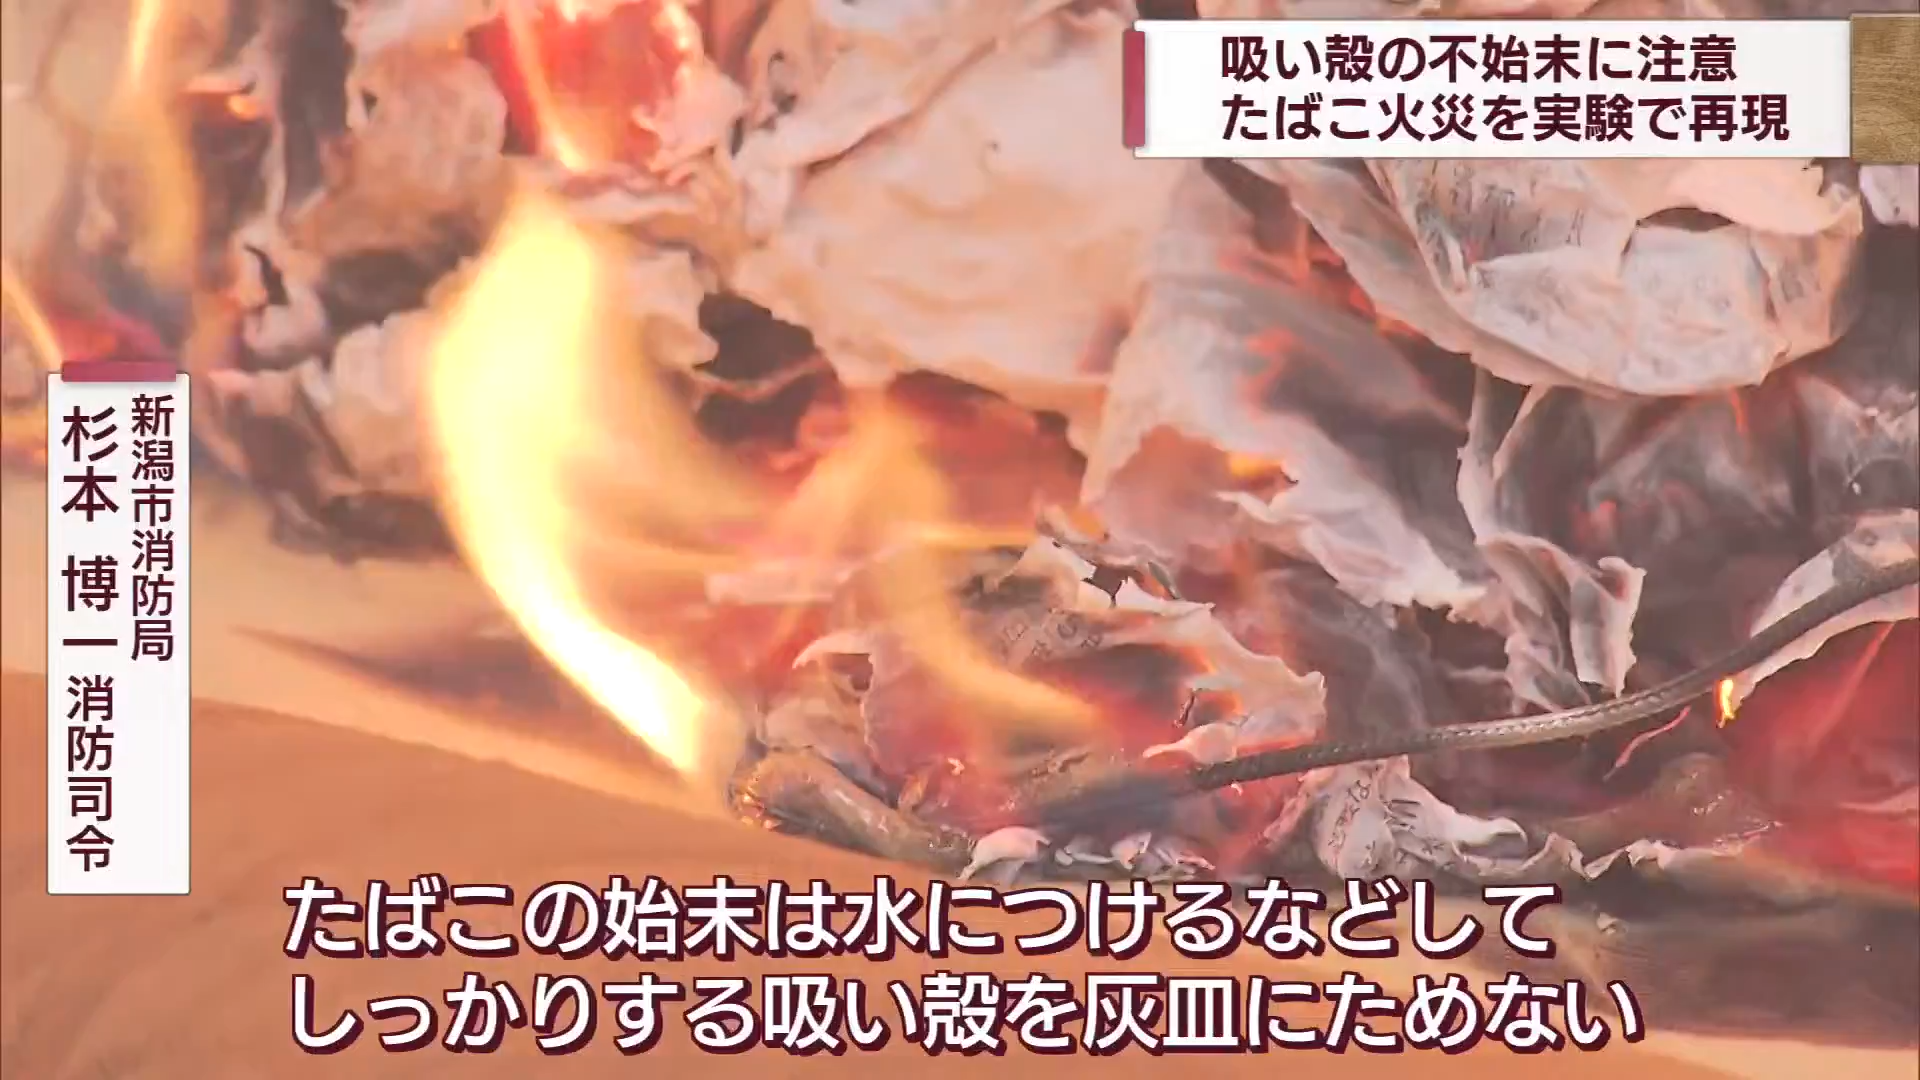 吸い殻の不始末に注意
たばこ火災を実験で再現
新潟市消防局
杉本 博一 消防司令
たばこの始末は水につけるなどして
しっかりする吸い殻を灰皿にためない